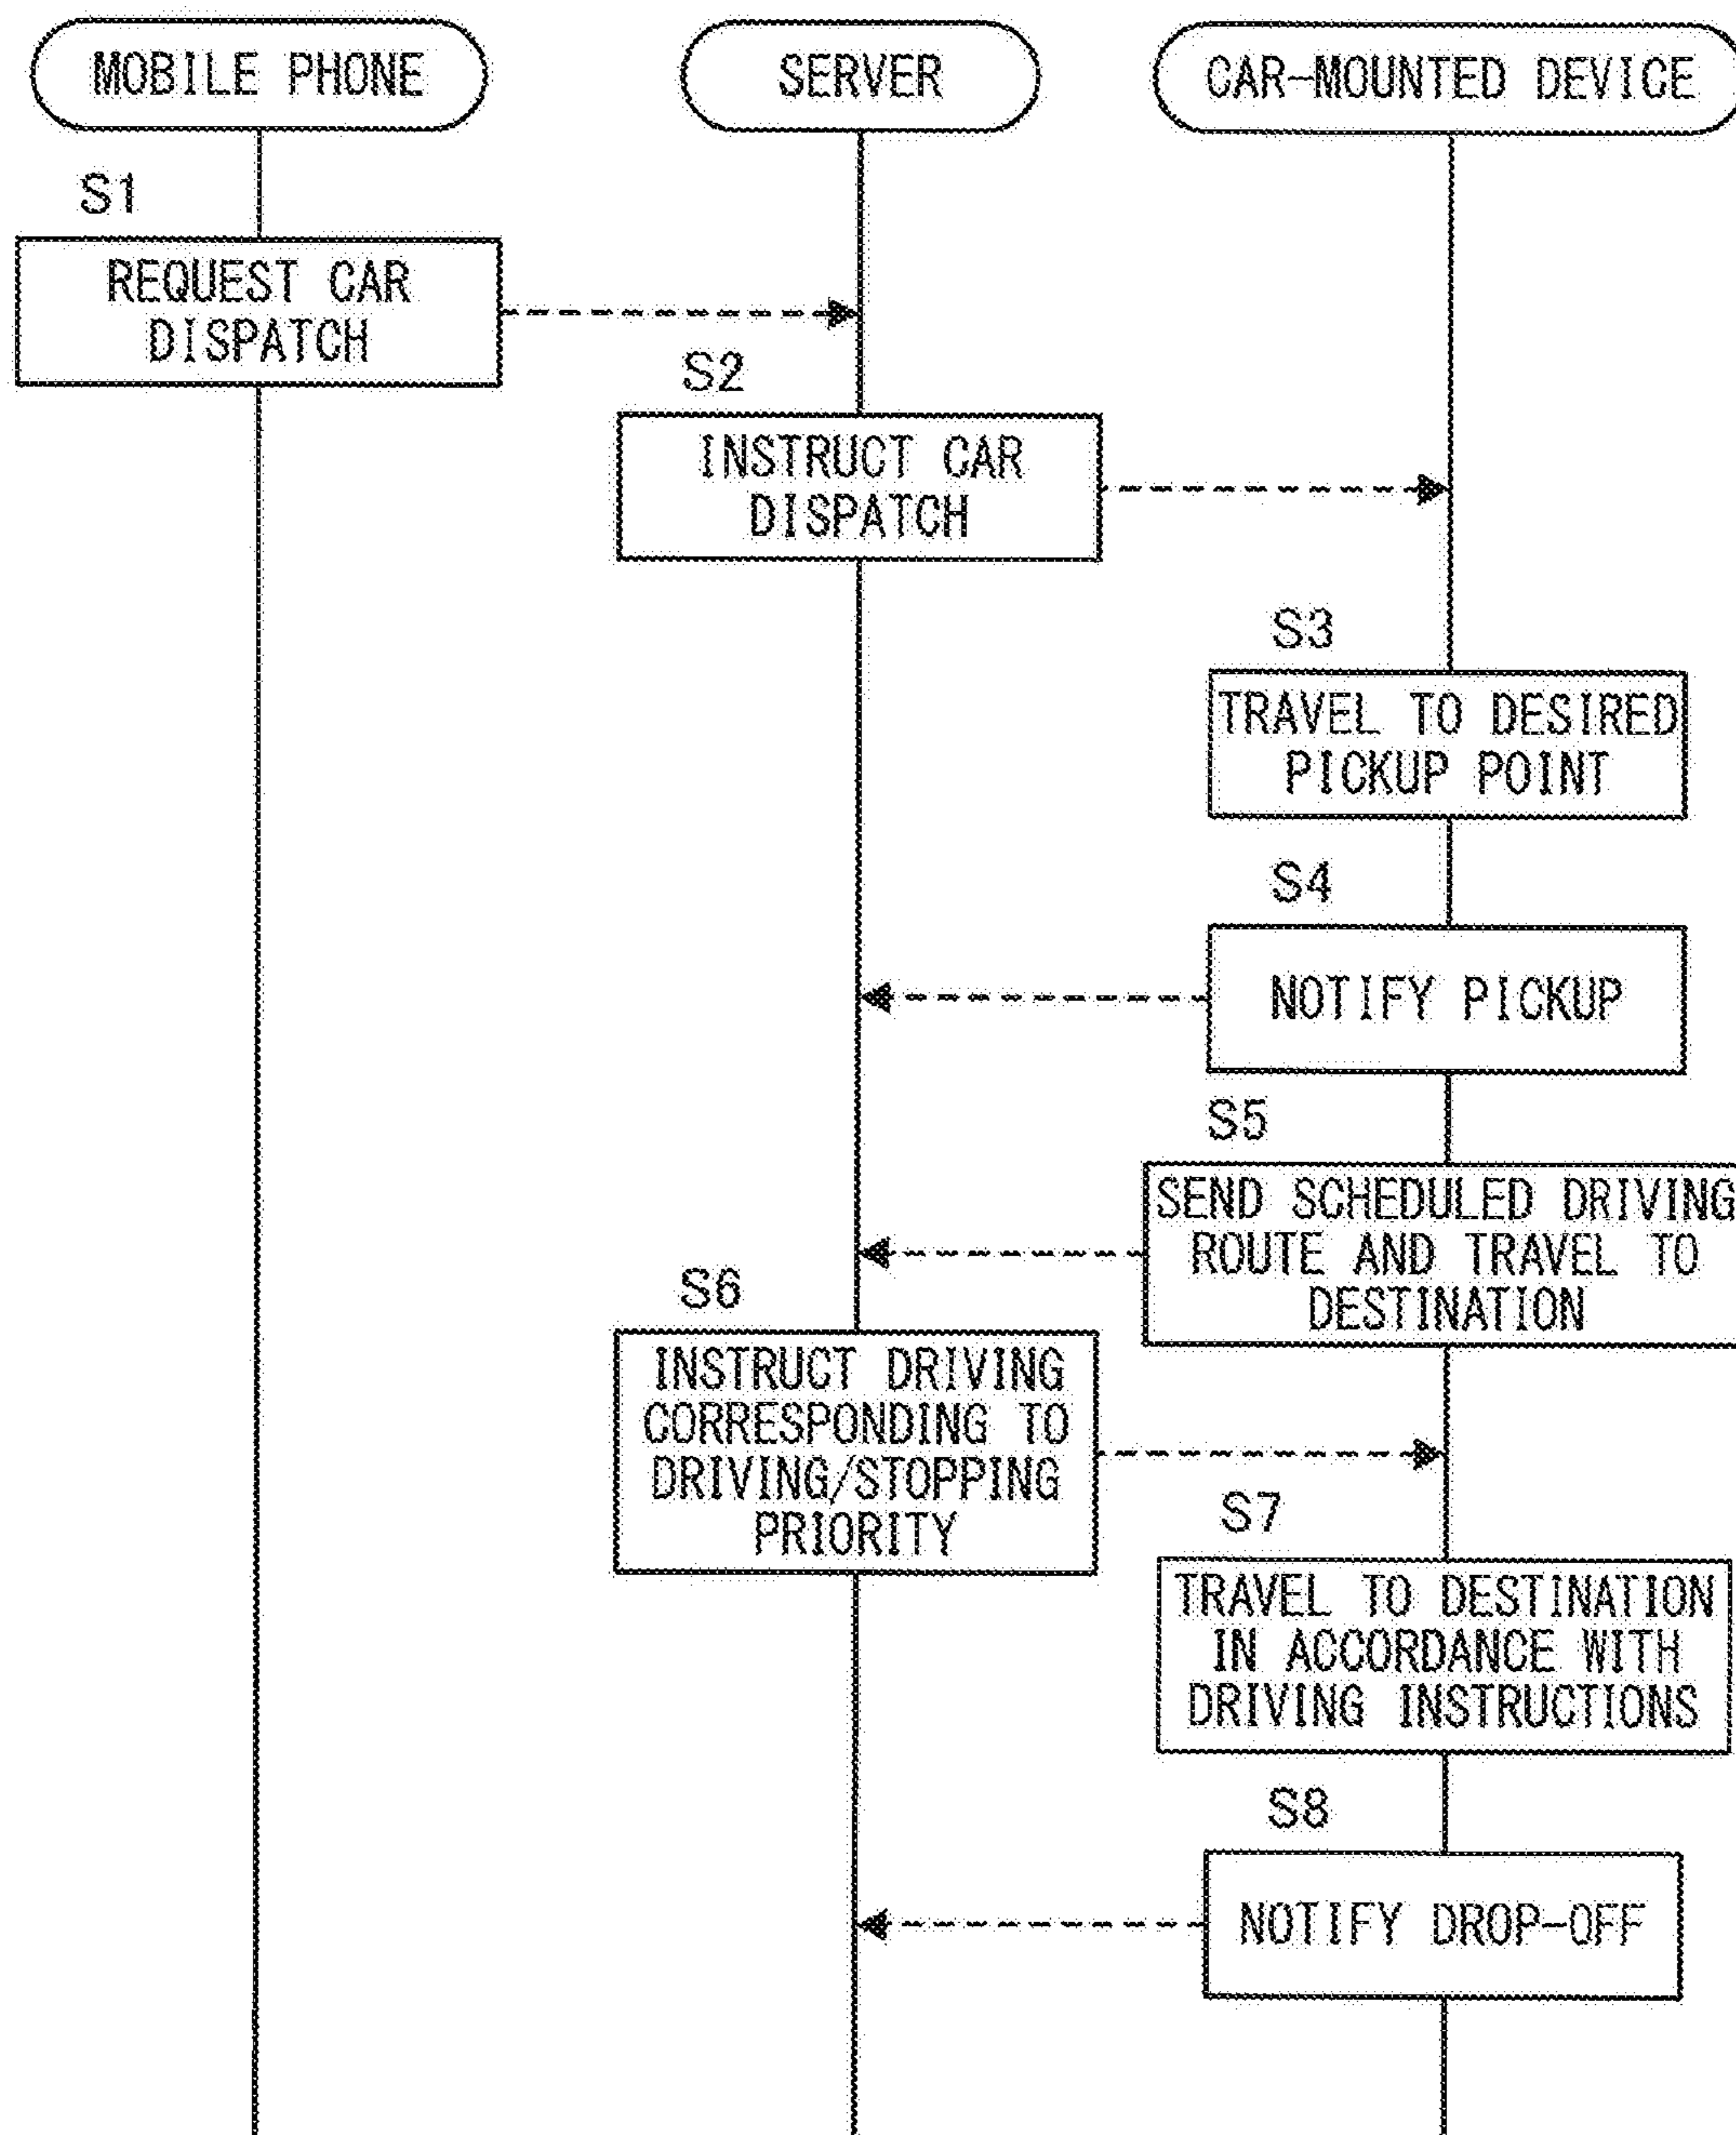 MOBILE PHONE
SERVER
CAR-MOUNTED DEVICE
S1
REQUEST CAR
DISPATCH
S2
INSTRUCT CAR
DISPATCH
S3
TRAVEL TO DESIRED
PICKUP POINT
S4
NOTIFY PICKUP
S5
SEND SCHEDULED DRIVING
ROUTE AND TRAVEL TO
DESTINATION
S6
INSTRUCT DRIVING
CORRESPONDING TO
DRIVING/STOPPING
PRIORITY
S7
TRAVEL TO DESTINATION
IN ACCORDANCE WITH
DRIVING INSTRUCTIONS
S8
NOTIFY DROP-OFF